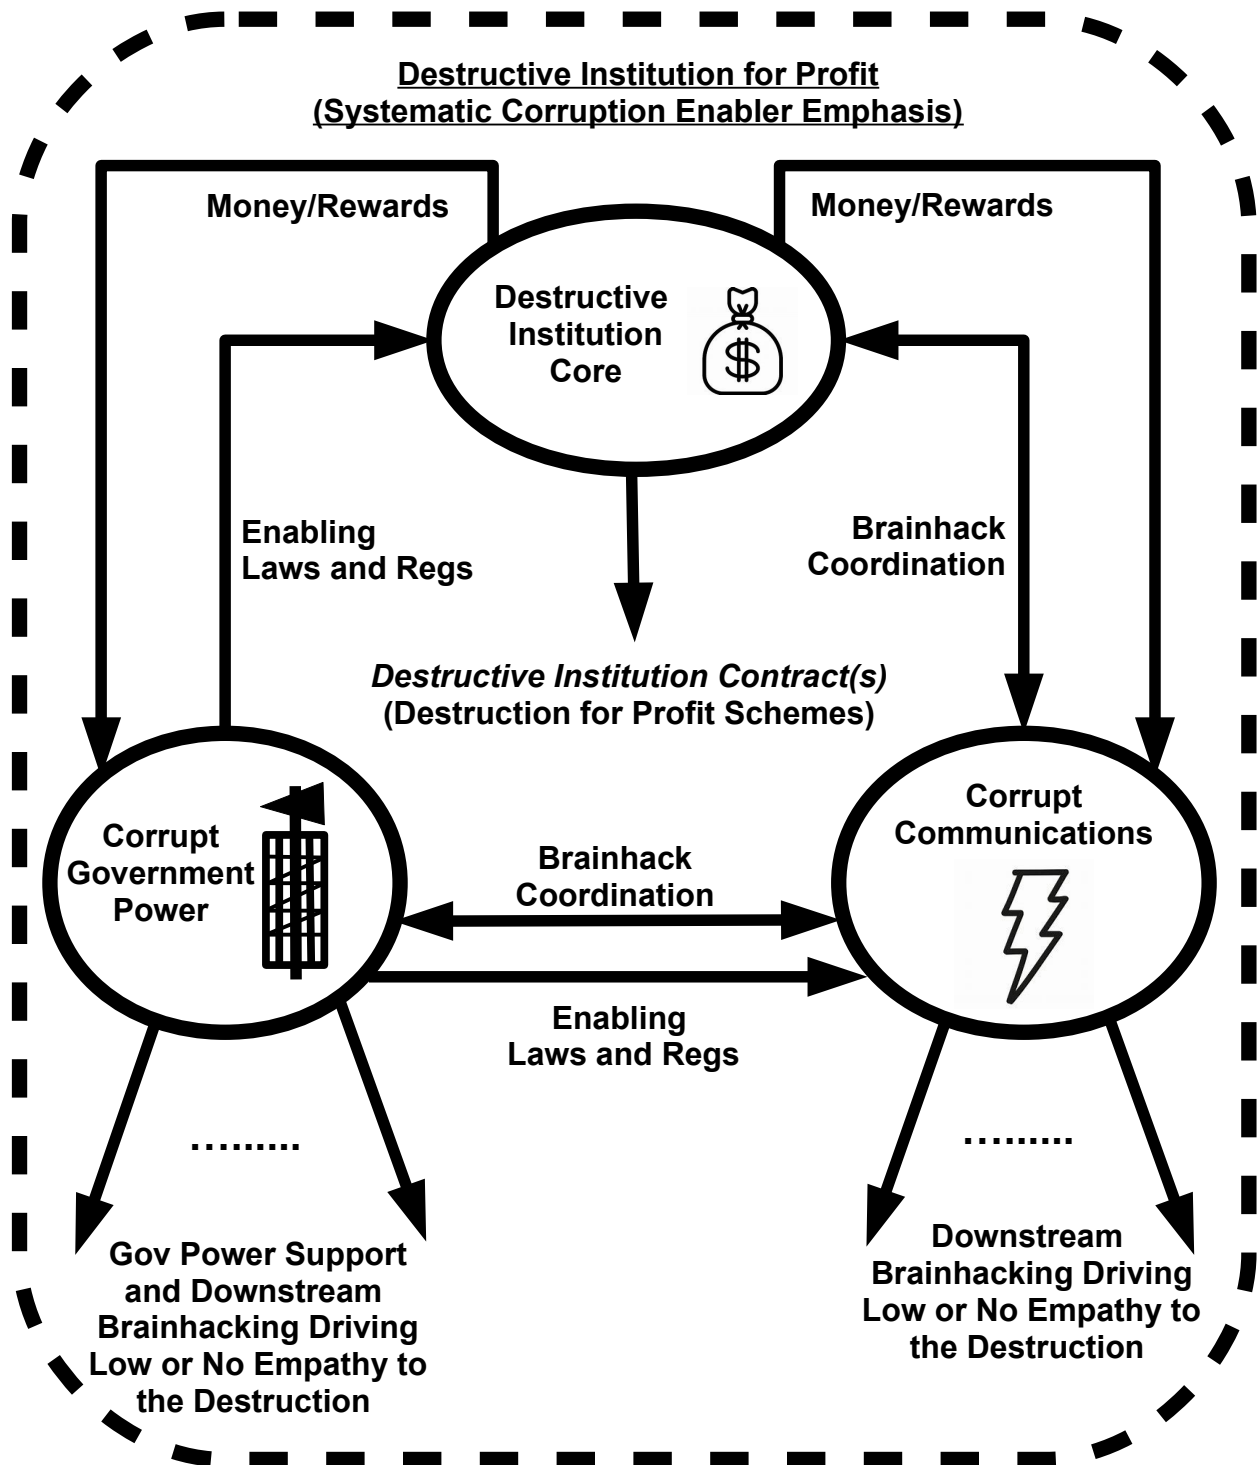 Destructive Institution for Profit
(Systematic Corruption Enabler Emphasis)
Money/Rewards
Money/Rewards
Destructive
Institution
Core
$
Enabling
Laws and Regs
Brainhack
Coordination
Destructive Institution Contract(s)
(Destruction for Profit Schemes)
Corrupt
Government
Power
Corrupt
Communications
Brainhack
Coordination
Enabling
Laws and Regs
.........
.........
Gov Power Support
and Downstream
Brainhacking Driving
Low or No Empathy to
the Destruction
Downstream
Brainhacking Driving
Low or No Empathy to
the Destruction